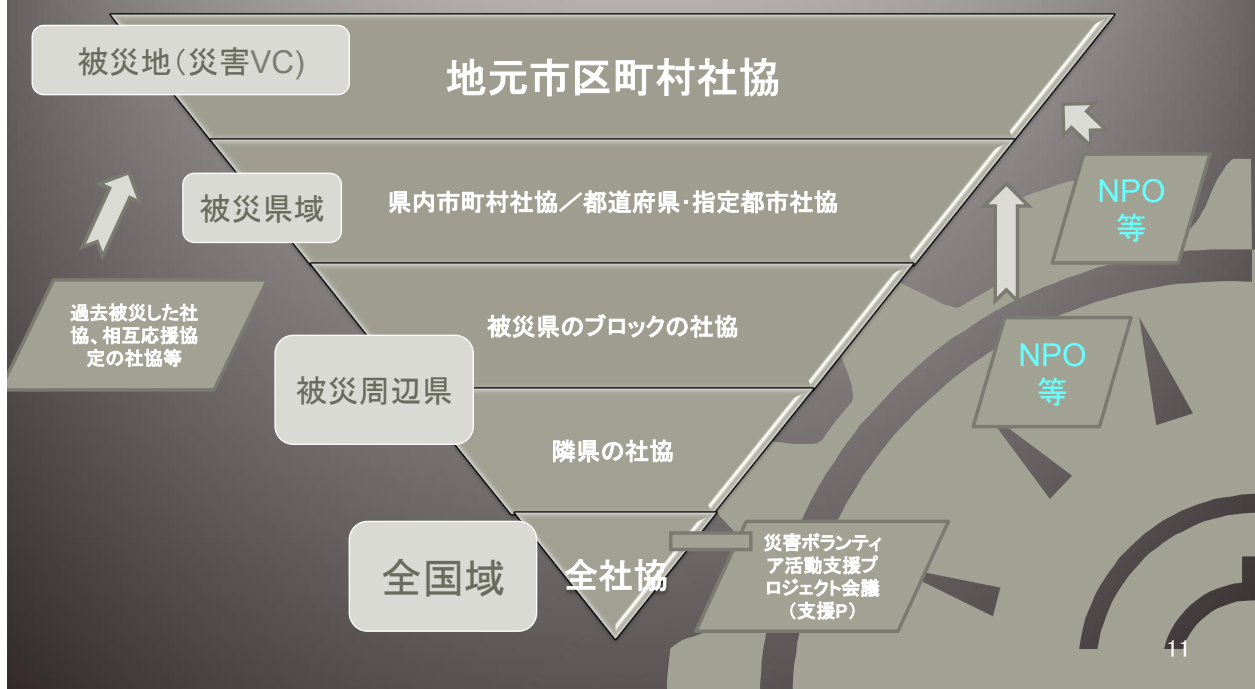 被災地(災害VC)
地元市区町村社協
被災県域
県内市町村社協／都道府県・指定都市社協
NPO
等
過去被災した社
協、相互応援協
定の社協等
被災県のブロックの社協
NPO
等
被災周辺県
隣県の社協
全国域
全社協
災害ボランティ
ア活動支援プ
ロジェクト会議
（支援P）
11